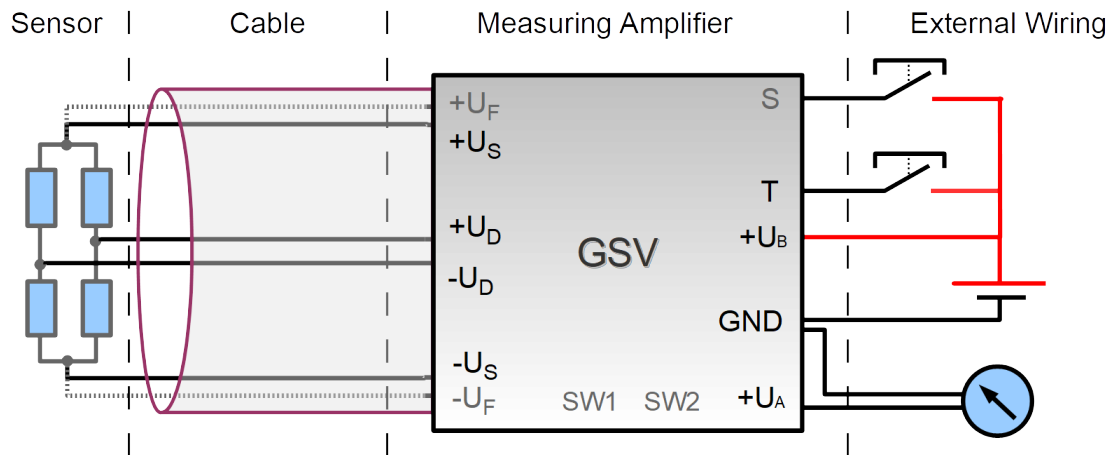 Sensor
Cable
Measuring Amplifier
External Wiring
+UF
+US
+UD
-UD
-US
-UF
GSV
SW1 SW2
S
T
+UB
GND
+UA